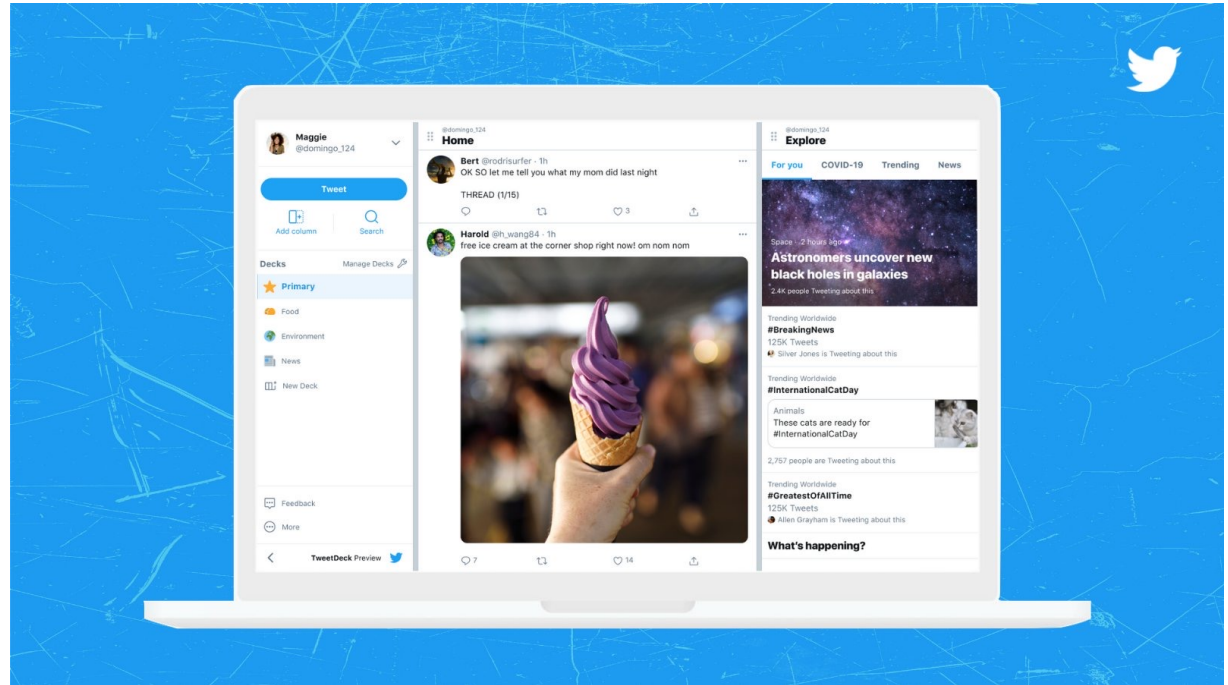 Maggie
@domingo_124
Tweet
Add column
Search
Decks
Manage Decks
Primary
Food
Environment
News
New Deck
Feedback
More
TweetDeck Preview
@domingo_124
Home
Bert @rodrisurfer · 1h
OK SO let me tell you what my mom did last night
THREAD (1/15)
3
Harold @h_wang84 · 1h
free ice cream at the corner shop right now! om nom nom
7
14
@domingo_124
Explore
For you
COVID-19
Trending
News
Space · 2 hours ago
Astronomers uncover new
black holes in galaxies
2.4K people Tweeting about this
Trending Worldwide
#BreakingNews
125K Tweets
Silver Jones is Tweeting about this
Trending Worldwide
#InternationalCatDay
Animals
These cats are ready for
#InternationalCatDay
2,757 people are Tweeting about this
Trending Worldwide
#GreatestOfAllTime
125K Tweets
Allen Grayham is Tweeting about this
What's happening?